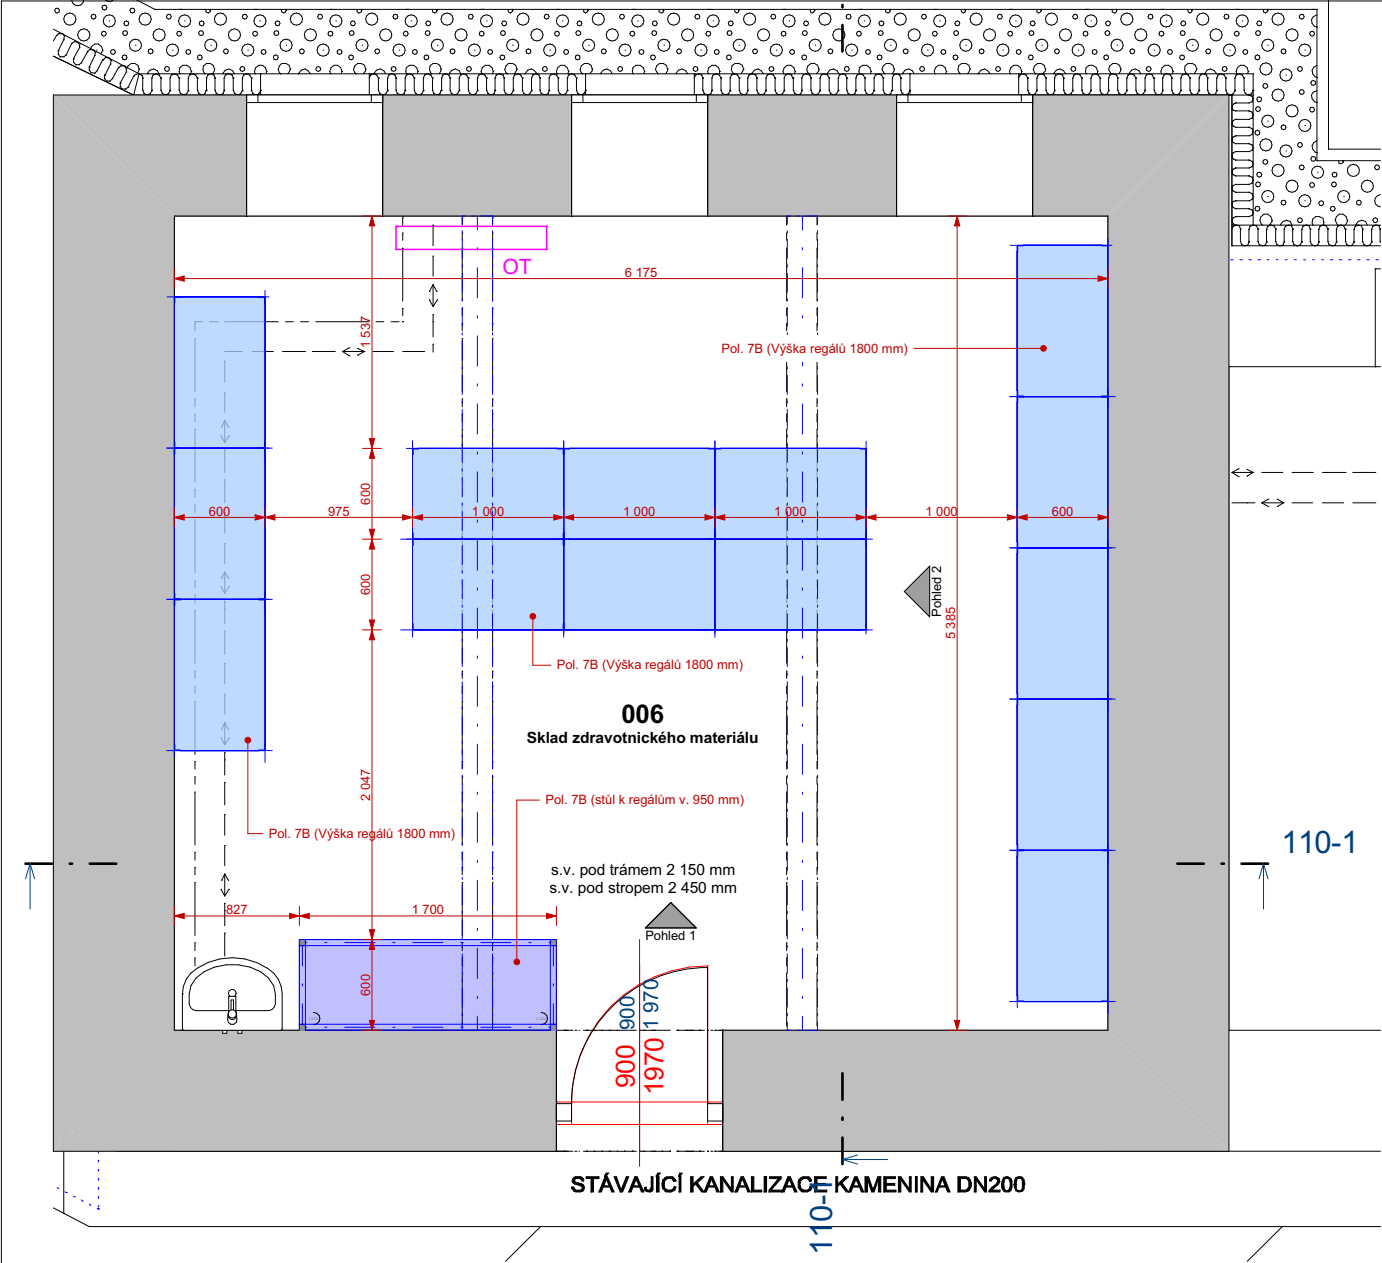 OT
6 175
1 537
Pol. 7B (Výška regálů 1800 mm)
600
600
975
1 000
1 000
1 000
1 000
600
600
Pohled 2
5 385
Pol. 7B (Výška regálů 1800 mm)
006
Sklad zdravotnického materiálu
2 047
Pol. 7B (stůl k regálům v. 950 mm)
Pol. 7B (Výška regálů 1800 mm)
110-1
s.v. pod trámem 2 150 mm
s.v. pod stropem 2 450 mm
827
1 700
Pohled 1
600
900
1 970
900
1970
STÁVAJÍCÍ KANALIZACE KAMENINA DN200
110-1